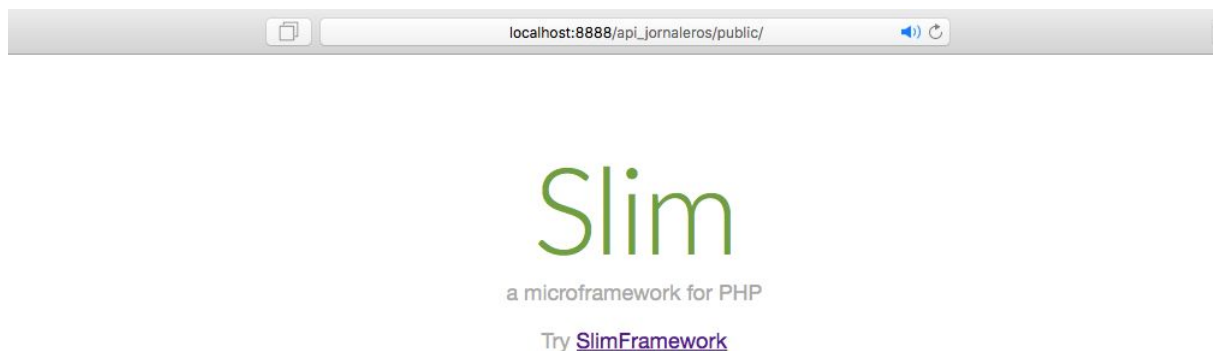 localhost:8888/api_jornaleros/public/
Slim
a microframework for PHP
Try SlimFramework